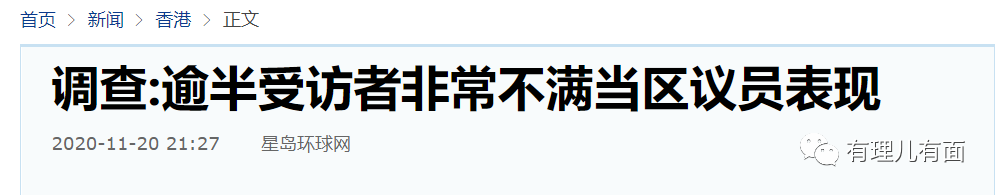 首页 > 新闻 > 香港 > 正文
调查:逾半受访者非常不满当区议员表现
2020-11-20 21:27 星岛环球网
有理儿有面